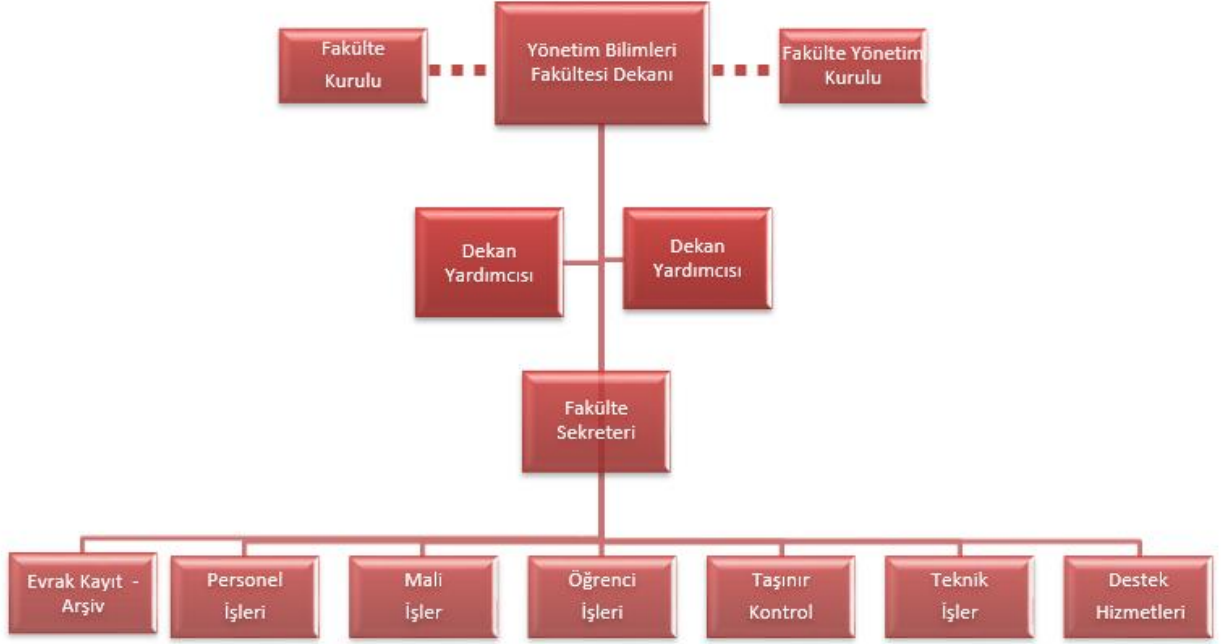 Fakülte
Kurulu
Yönetim Bilimleri
Fakültesi Dekanı
Fakülte Yönetim
Kurulu
Dekan
Yardımcısı
Dekan
Yardımcısı
Fakülte
Sekreteri
Evrak Kayıt -
Arşiv
Personel
İşleri
Mali
İşler
Öğrenci
İşleri
Taşınır
Kontrol
Teknik
İşler
Destek
Hizmetleri